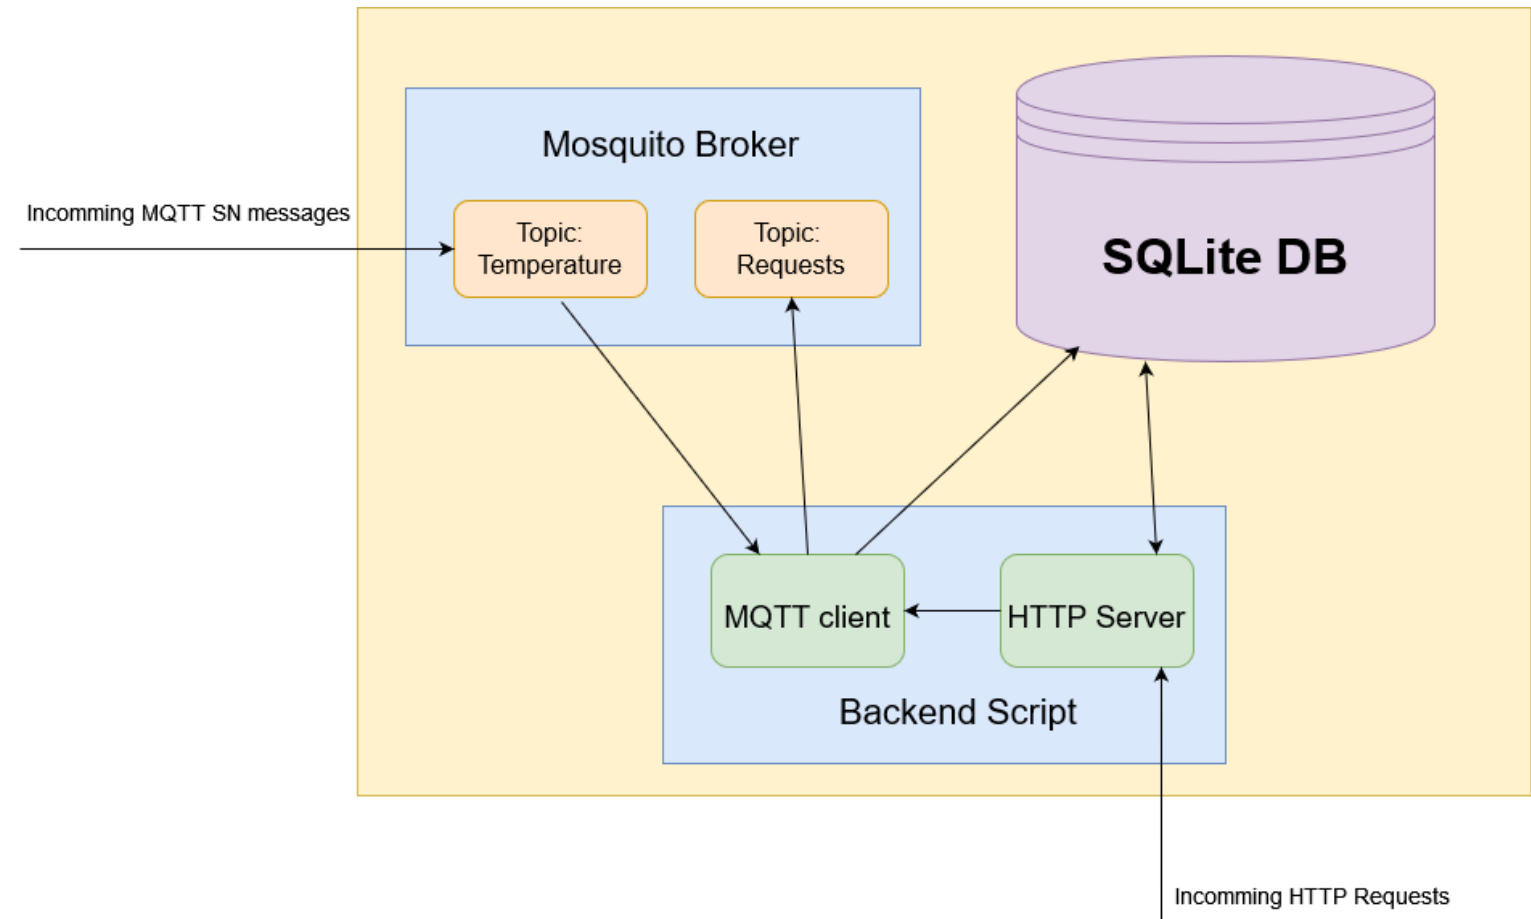 Mosquito Broker
Incomming MQTT SN messages
Topic:
Temperature
Topic:
Requests
SQLite DB
MQTT client
HTTP Server
Backend Script
Incomming HTTP Requests